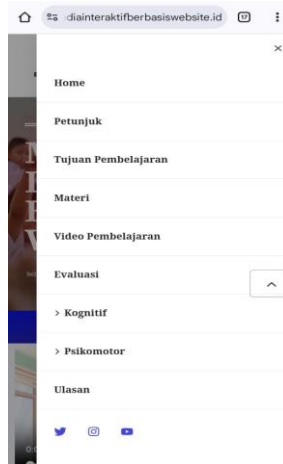 diainteraktifberbasiswebsite.id
17
Home
Petunjuk
Tujuan Pembelajaran
Materi
Video Pembelajaran
Evaluasi
> Kognitif
> Psikomotor
Ulasan